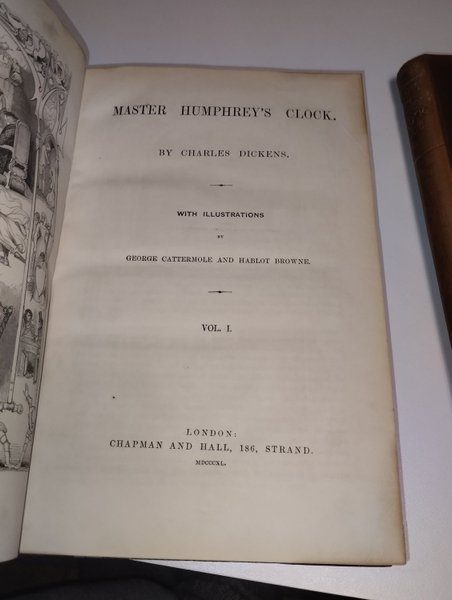 MASTER HUMPHREY'S CLOCK.
BY CHARLES DICKENS.
WITH ILLUSTRATIONS
BY
GEORGE CATTERMOLE AND HABLOT BROWNE.
VOL. I.
LONDON:
CHAPMAN AND HALL, 186, STRAND.
MDCCCXL.